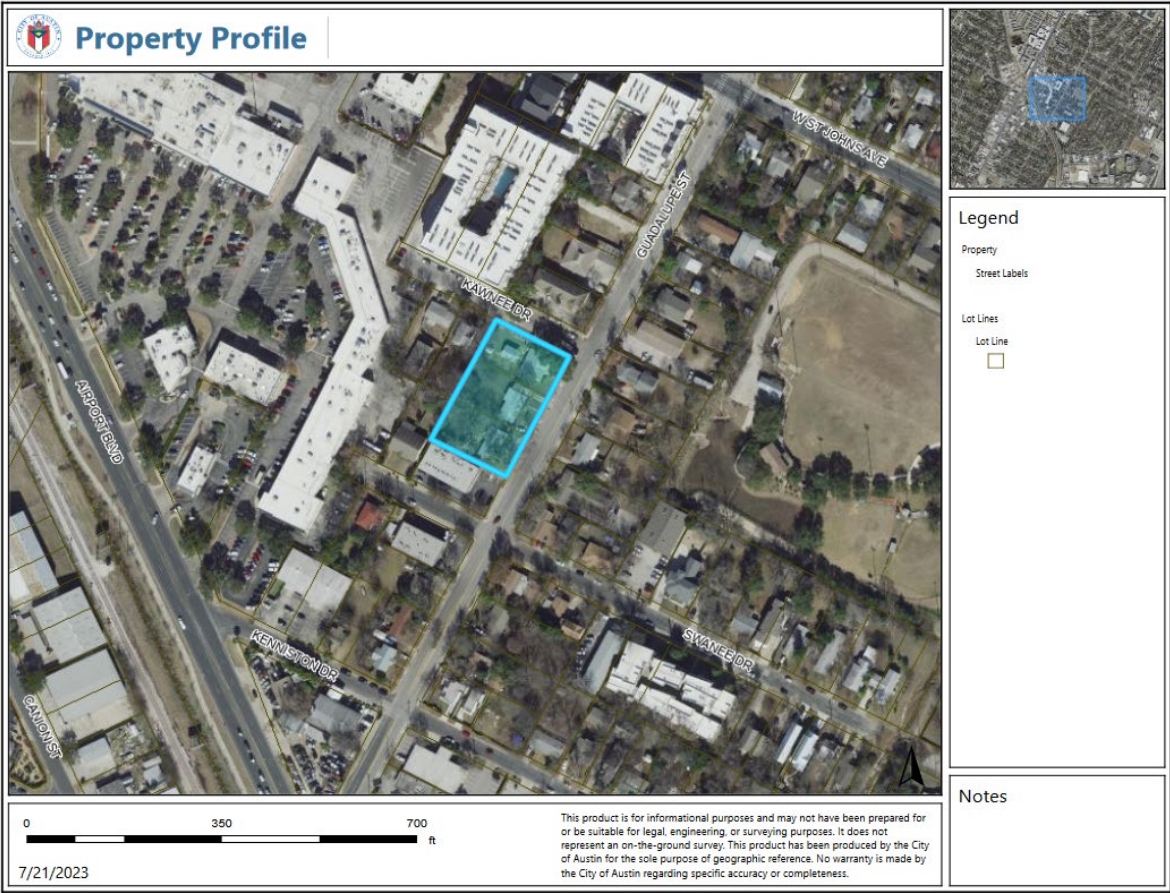 Property Profile
W ST JOHNS AVE
GUADALUPE ST
KAWNEE DR
AIRPORT BLVD
KENNISTON DR
SWANEE DR
CANION ST
Legend
Property
Street Labels
Lot Lines
Lot Line
Notes
0 350 700
ft
7/21/2023
This product is for informational purposes and may not have been prepared for
or be suitable for legal, engineering, or surveying purposes. It does not
represent an on-the-ground survey. This product has been produced by the City
of Austin for the sole purpose of geographic reference. No warranty is made by
the City of Austin regarding specific accuracy or completeness.